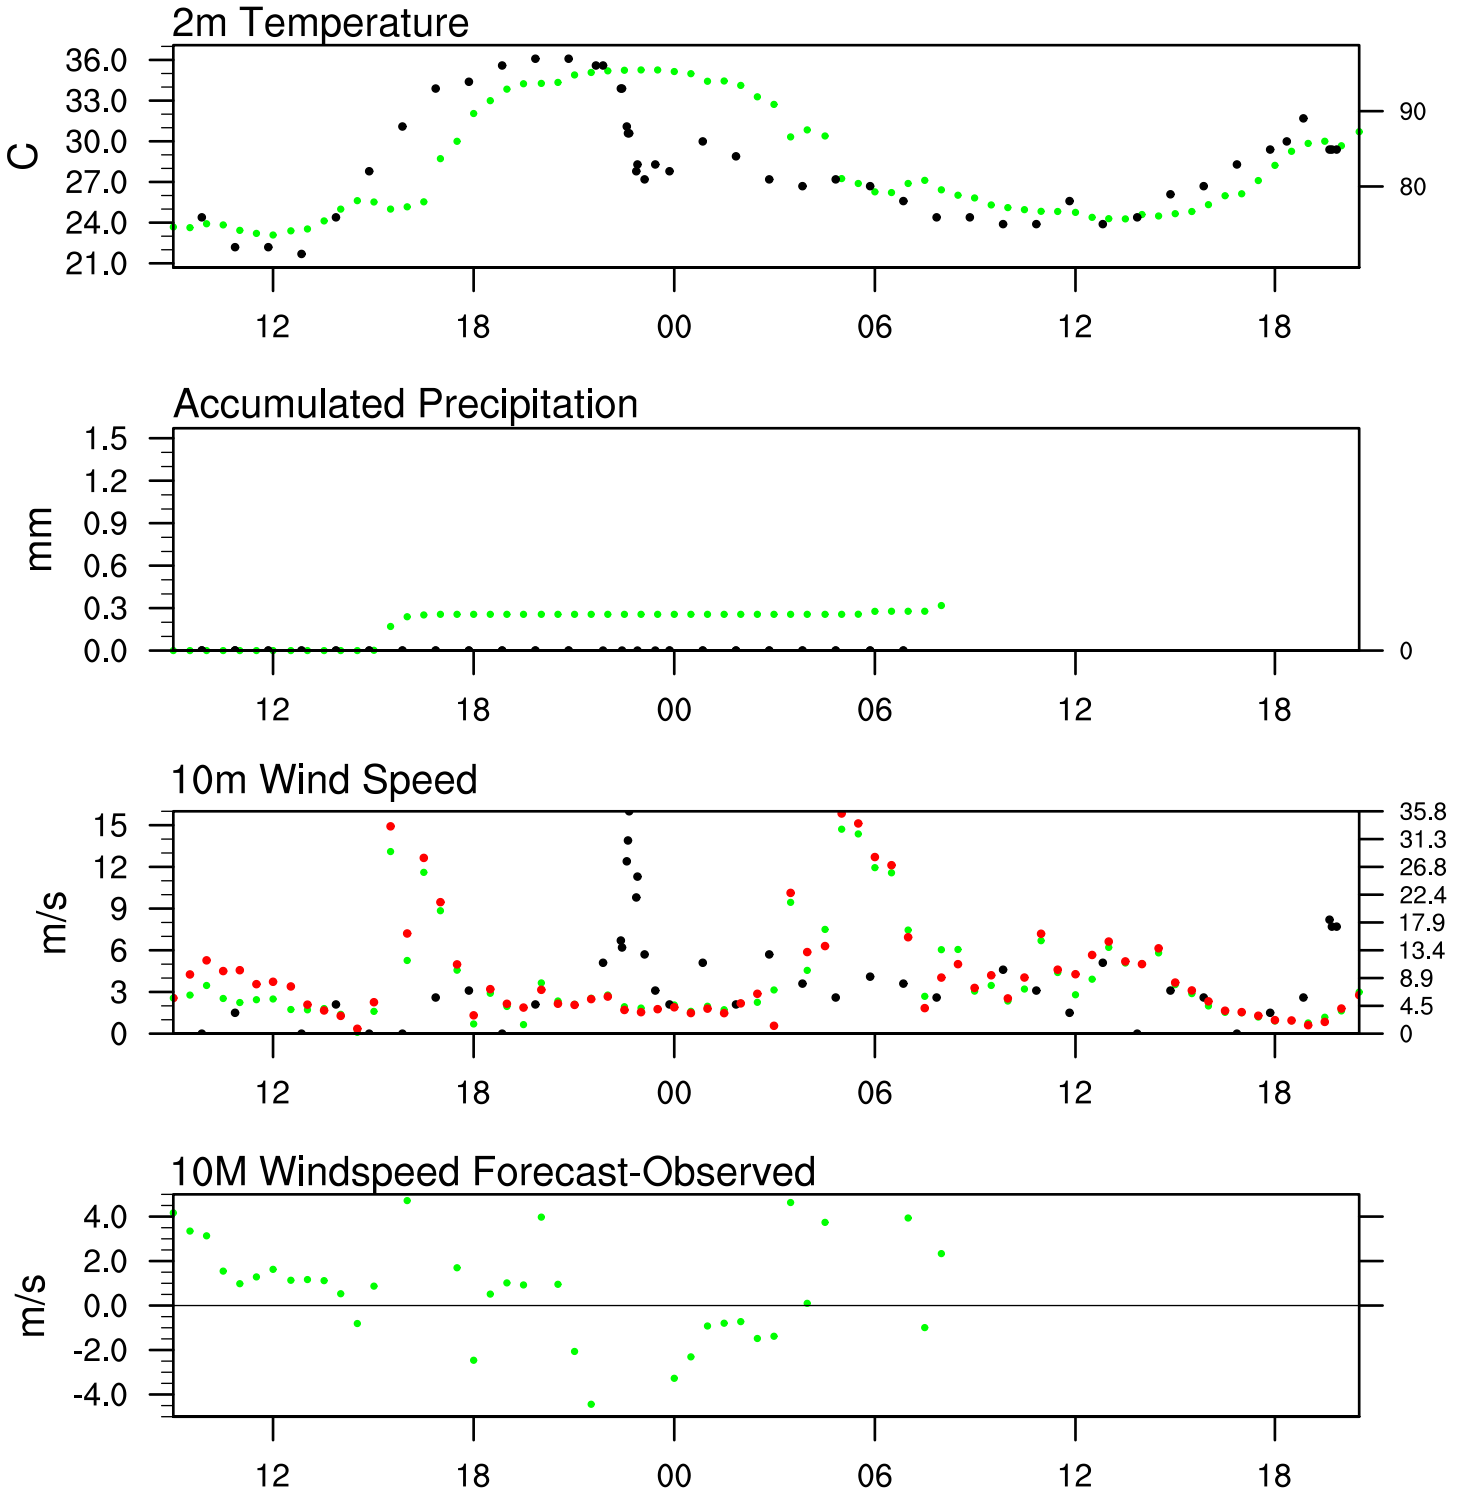 2m Temperature
36.0
33.0
30.0
27.0
24.0
21.0
C
90
80
12 18 00 06 12 18
Accumulated Precipitation
1.5
1.2
0.9
0.6
0.3
0.0
mm
0
12 18 00 06 12 18
10m Wind Speed
15
12
9
6
3
0
m/s
35.8
31.3
26.8
22.4
17.9
13.4
8.9
4.5
0
12 18 00 06 12 18
10M Windspeed Forecast-Observed
4.0
2.0
0.0
-2.0
-4.0
m/s
12 18 00 06 12 18